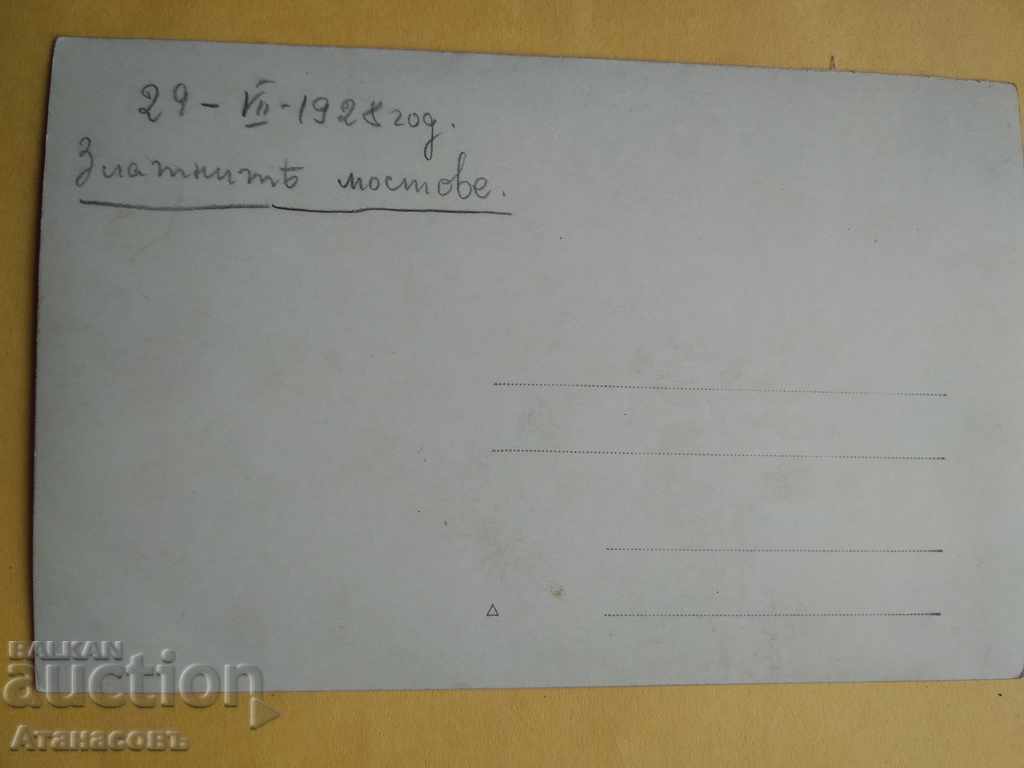 29 - VII - 1928 год.
Златнитѣ мостове.
BALKAN
auction
Атанасовъ